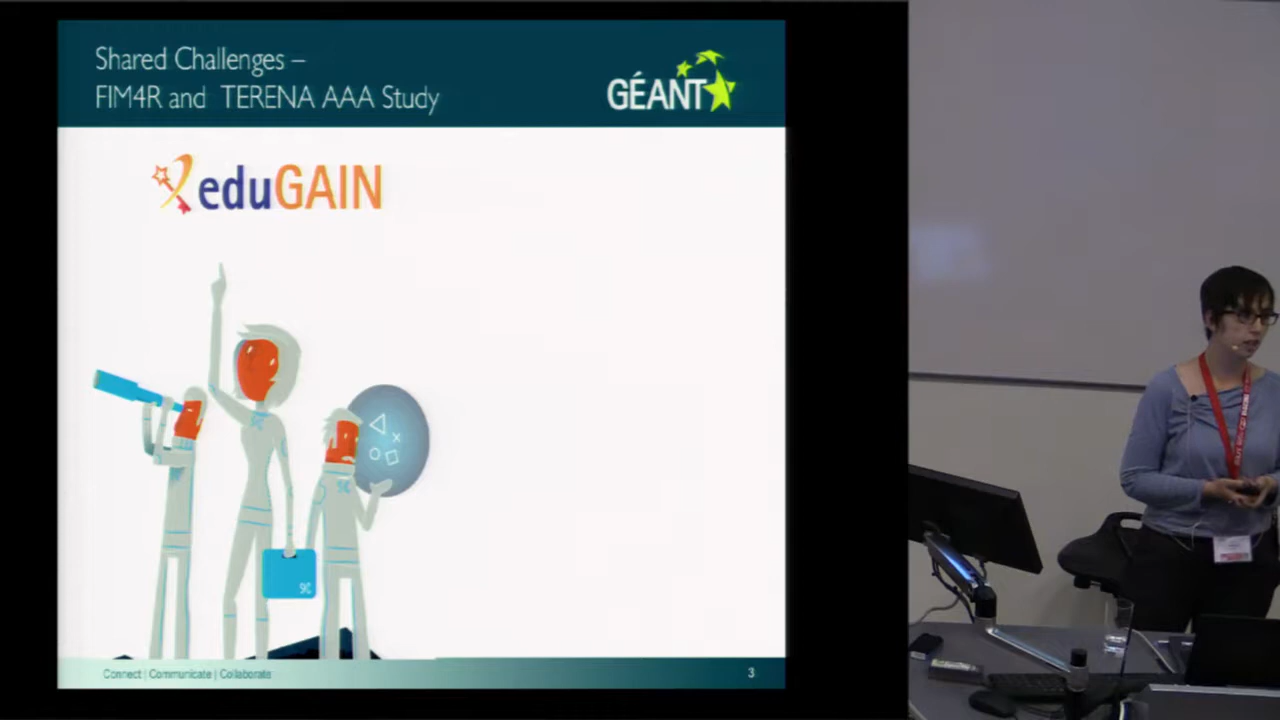 Shared Challenges –
FIM4R and TERENA AAA Study
GÉANT
eduGAIN
Connect | Communicate | Collaborate
3